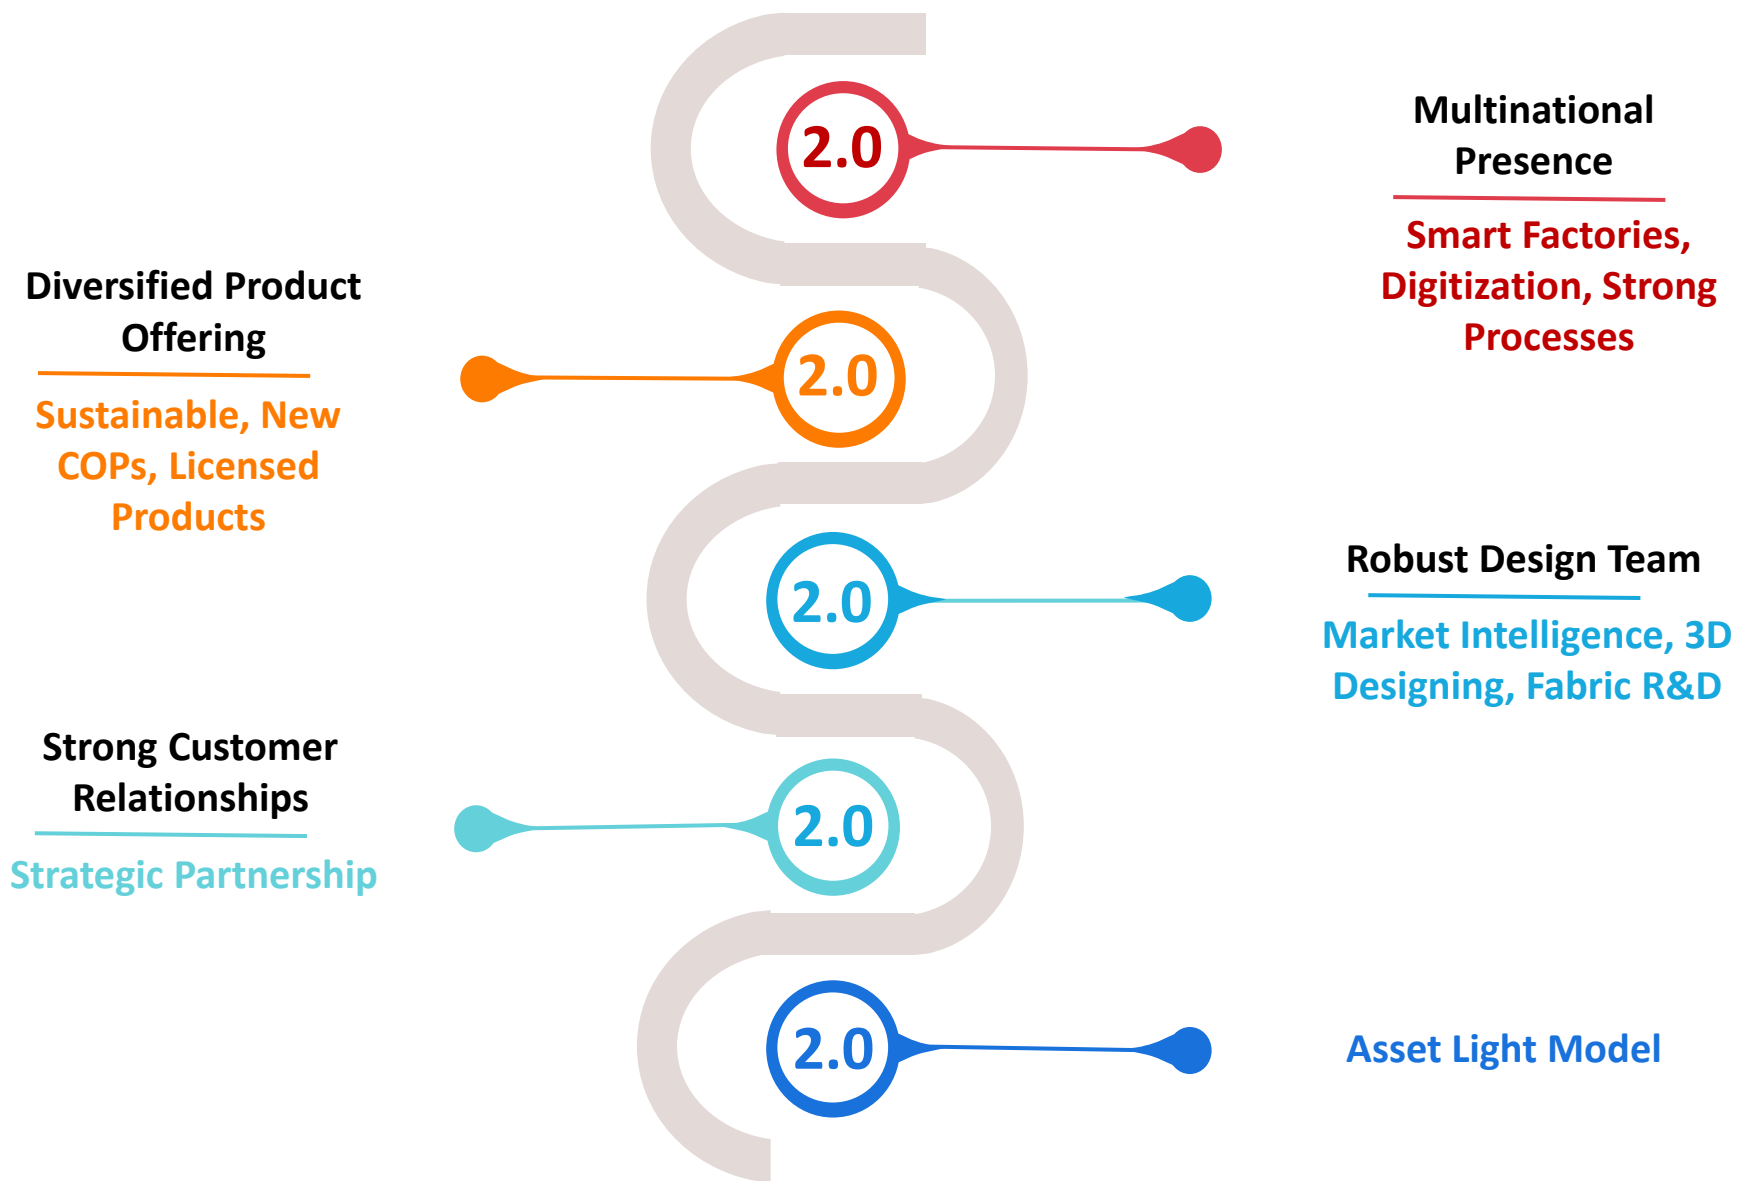 2.0
Multinational
Presence
Smart Factories,
Digitization, Strong
Processes
Diversified Product
Offering
Sustainable, New
COPs, Licensed
Products
2.0
2.0
Robust Design Team
Market Intelligence, 3D
Designing, Fabric R&D
Strong Customer
Relationships
Strategic Partnership
2.0
2.0
Asset Light Model